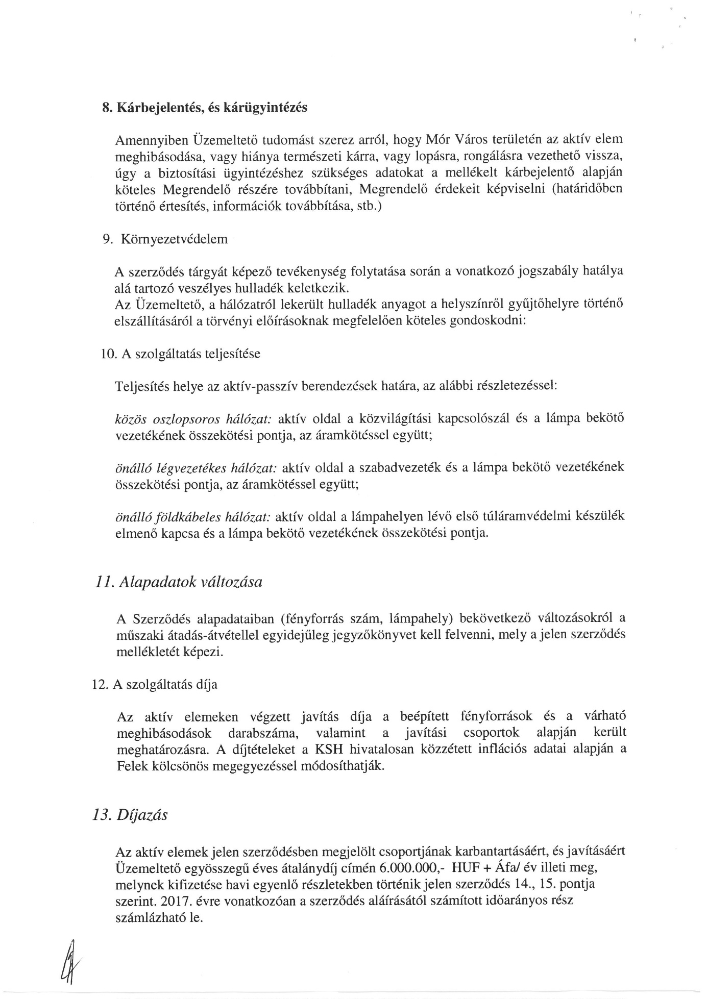 8. Kárbejelentés, és kárügyintézés
Amennyiben Üzemeltető tudomást szerez arról, hogy Mór Város területén az aktív elem
meghibásodása, vagy hiánya természeti kárra, vagy lopásra, rongálásra vezethető vissza,
úgy a biztosítási ügyintézéshez szükséges adatokat a mellékelt kárbejelentő alapján
köteles Megrendelő részére továbbítani, Megrendelő érdekeit képviselni (határidőben
történő értesítés, információk továbbítása, stb.)
9. Környezetvédelem
A szerződés tárgyát képező tevékenység folytatása során a vonatkozó jogszabály hatálya
alá tartozó veszélyes hulladék keletkezik.
Az Üzemeltető, a hálózatról lekerült hulladék anyagot a helyszínről gyűjtőhelyre történő
elszállításáról a törvényi előírásoknak megfelelően köteles gondoskodni:
10. A szolgáltatás teljesítése
Teljesítés helye az aktív-passzív berendezések határa, az alábbi részletezéssel:
közös oszlopsoros hálózat: aktív oldal a közvilágítási kapcsolószál és a lámpa bekötő
vezetékének összekötési pontja, az áramkötéssel együtt;
önálló légvezetékes hálózat: aktív oldal a szabadvezeték és a lámpa bekötő vezetékének
összekötési pontja, az áramkötéssel együtt;
önálló földkábeles hálózat: aktív oldal a lámpahelyen lévő első túláramvédelmi készülék
elmenő kapcsa és a lámpa bekötő vezetékének összekötési pontja.
11. Alapadatok változása
A Szerződés alapadataiban (fényforrás szám, lámpahely) bekövetkező változásokról a
műszaki átadás-átvétellel egyidejűleg jegyzőkönyvet kell felvenni, mely a jelen szerződés
mellékletét képezi.
12. A szolgáltatás díja
Az aktív elemeken végzett javítás díja a beépített fényforrások és a várható
meghibásodások darabszáma, valamint a javítási csoportok alapján került
meghatározásra. A díjtételeket a KSH hivatalosan közzétett inflációs adatai alapján a
Felek kölcsönös megegyezéssel módosíthatják.
13. Díjazás
Az aktív elemek jelen szerződésben megjelölt csoportjának karbantartásáért, és javításáért
Üzemeltető egyösszegű éves átalánydíj címén 6.000.000,- HUF + Áfa/ év illeti meg,
melynek kifizetése havi egyenlő részletekben történik jelen szerződés 14., 15. pontja
szerint. 2017. évre vonatkozóan a szerződés aláírásától számított időarányos rész
számlázható le.